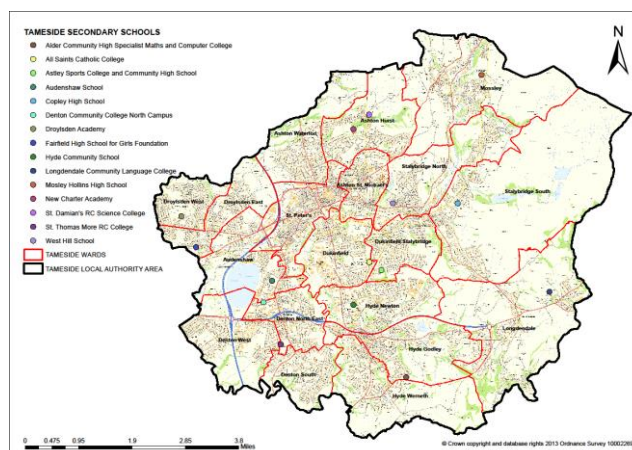 TAMESIDE SECONDARY SCHOOLS
Alder Community High Specialist Maths and Computer College
All Saints Catholic College
Astley Sports College and Community High School
Audenshaw School
Copley High School
Denton Community College North Campus
Droylsden Academy
Fairfield High School for Girls Foundation
Hyde Community School
Longdendale Community Language College
Mosley Hollins High School
New Charter Academy
St. Damian's RC Science College
St. Thomas More RC College
West Hill School
TAMESIDE WARDS
TAMESIDE LOCAL AUTHORITY AREA
N
Mossley
Ashton Hurst
Ashton Waterloo
Stalybridge North
Ashton St. Michael's
Stalybridge South
Droylsden West
Droylsden East
St. Peter's
Dukinfield Stalybridge
Dukinfield
Audenshaw
Hyde Newton
Longdendale
Denton North East
Denton West
Hyde Godley
Denton South
Hyde Werneth
0 0.475 0.95 1.9 2.85 3.8
Miles
© Crown copyright and database rights 2013 Ordnance Survey 10002269